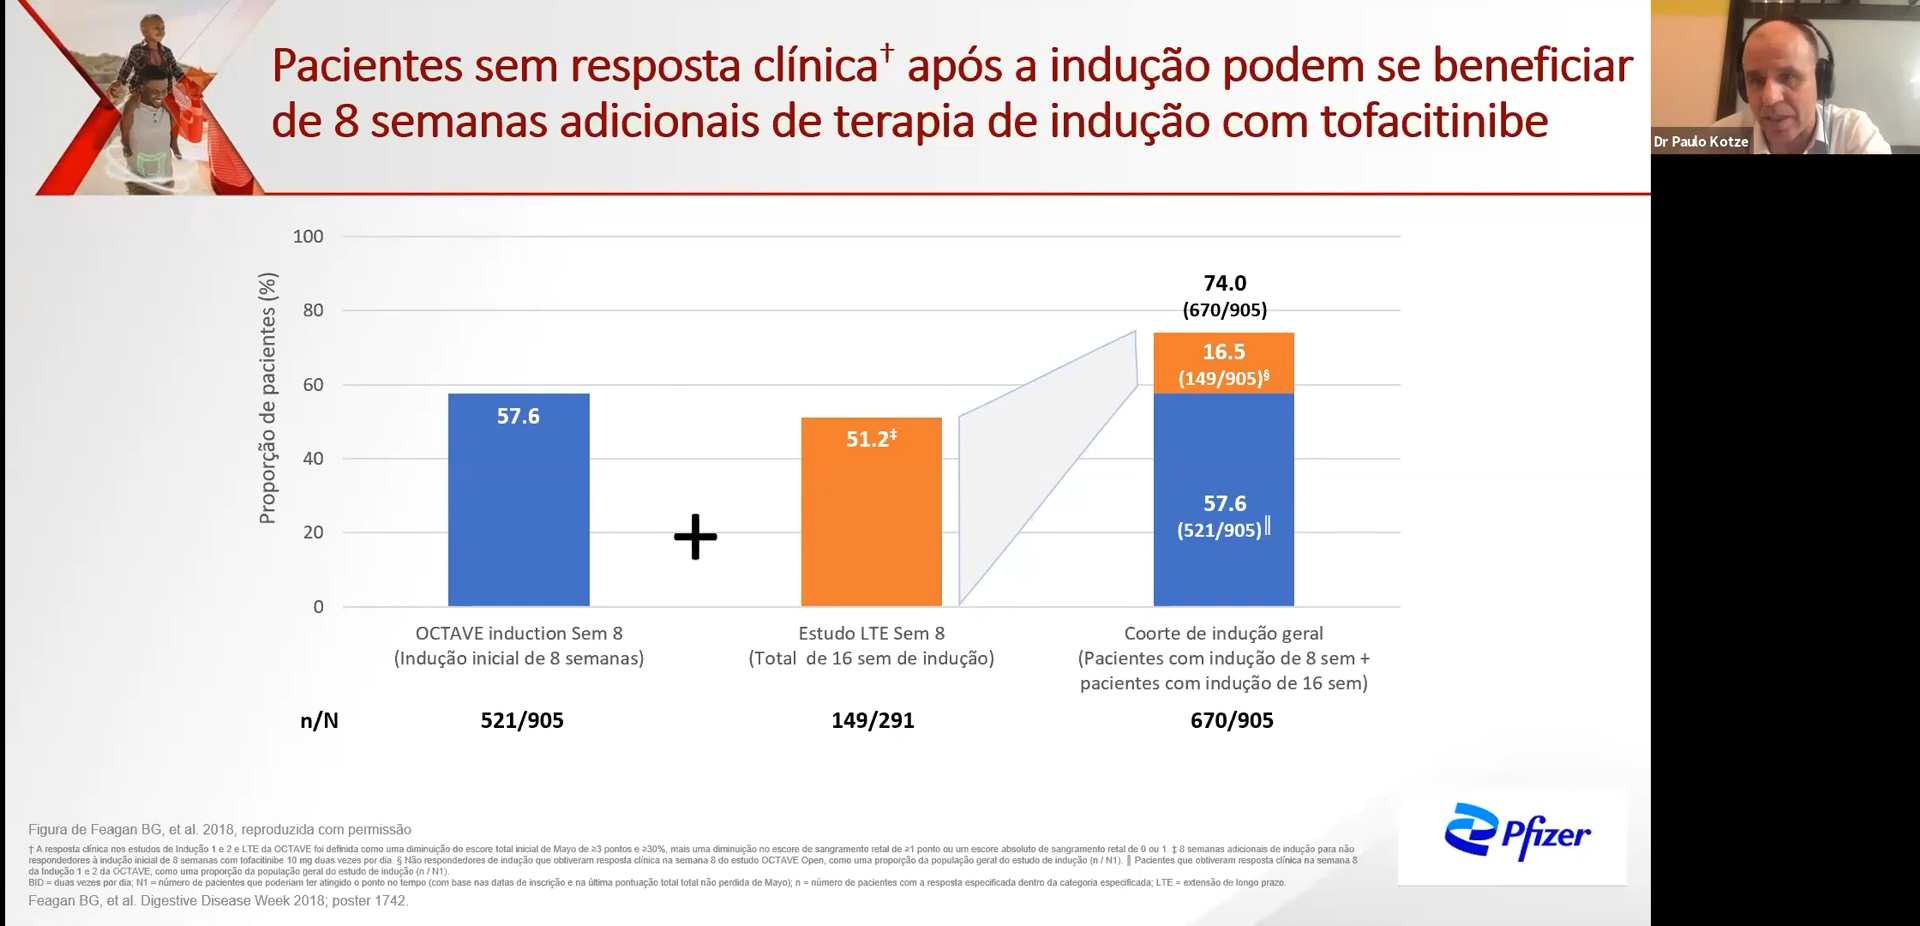 Pacientes sem resposta clínica† após a indução podem se beneficiar
de 8 semanas adicionais de terapia de indução com tofacitinibe
Dr Paulo Kotze
Proporção de pacientes (%)
100
80
60
40
20
0
57.6
+
51.2‡
74.0
(670/905)
16.5
(149/905)§
57.6
(521/905)‖
OCTAVE induction Sem 8
(Indução inicial de 8 semanas)
Estudo LTE Sem 8
(Total de 16 sem de indução)
Coorte de indução geral
(Pacientes com indução de 8 sem +
pacientes com indução de 16 sem)
n/N
521/905
149/291
670/905
Pfizer
Figura de Feagan BG, et al. 2018, reproduzida com permissão
† A resposta clínica nos estudos de Indução 1 e 2 e LTE da OCTAVE foi definida como uma diminuição do escore total inicial de Mayo de ≥3 pontos e ≥30%, mais uma diminuição no escore de sangramento retal de ≥1 ponto ou um escore absoluto de sangramento retal de 0 ou 1. ‡ 8 semanas adicionais de indução para não
respondedores à indução inicial de 8 semanas com tofacitinibe 10 mg duas vezes por dia. § Não respondedores de indução que obtiveram resposta clínica na semana 8 do estudo OCTAVE Open, como uma proporção da população geral do estudo de indução (n / N1). ‖ Pacientes que obtiveram resposta clínica na semana 8
da Indução 1 e 2 da OCTAVE, como uma proporção da população geral do estudo de indução (n / N1).
BID = duas vezes por dia; N1 = número de pacientes que poderiam ter atingido o ponto no tempo (com base nas datas de inscrição e na última pontuação total total não perdida de Mayo); n = número de pacientes com a resposta especificada dentro da categoria especificada; LTE = extensão de longo prazo.
Feagan BG, et al. Digestive Disease Week 2018; poster 1742.